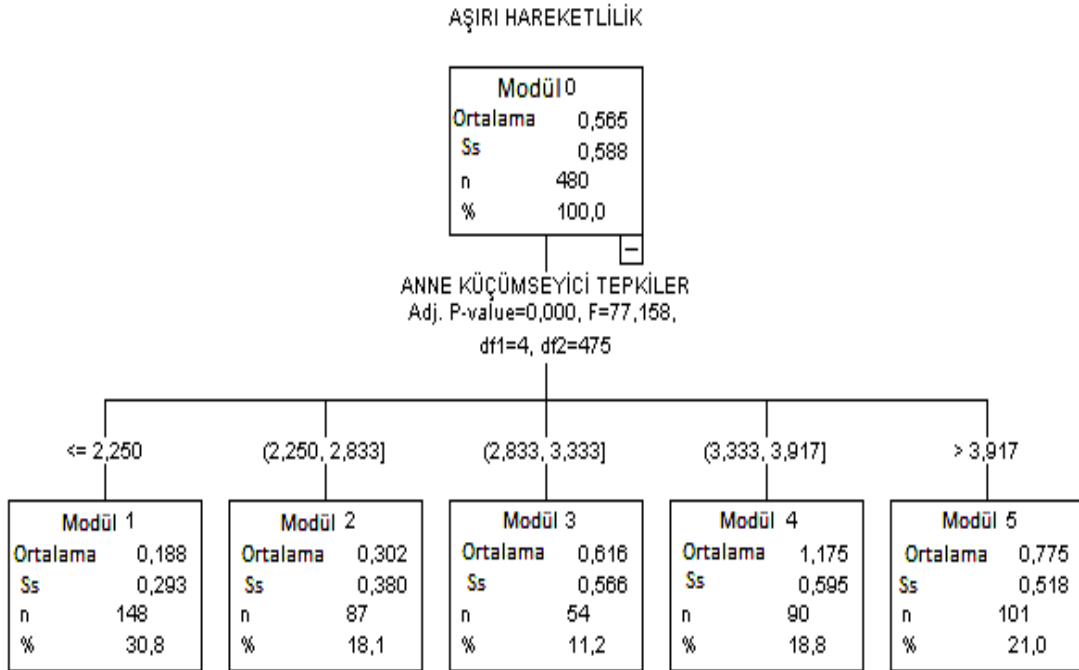 AŞIRI HAREKETLİLİK
Modül 0
Ortalama 0,565
Ss 0,588
n 480
% 100,0
ANNE KÜÇÜMSEYİCİ TEPKİLER
Adj. P-value=0,000, F=77,158,
df1=4, df2=475
<= 2,250 (2,250, 2,833] (2,833, 3,333] (3,333, 3,917] > 3,917
Modül 1
Ortalama 0,188
Ss 0,293
n 148
% 30,8
Modül 2
Ortalama 0,302
Ss 0,380
n 87
% 18,1
Modül 3
Ortalama 0,616
Ss 0,566
n 54
% 11,2
Modül 4
Ortalama 1,175
Ss 0,595
n 90
% 18,8
Modül 5
Ortalama 0,775
Ss 0,518
n 101
% 21,0